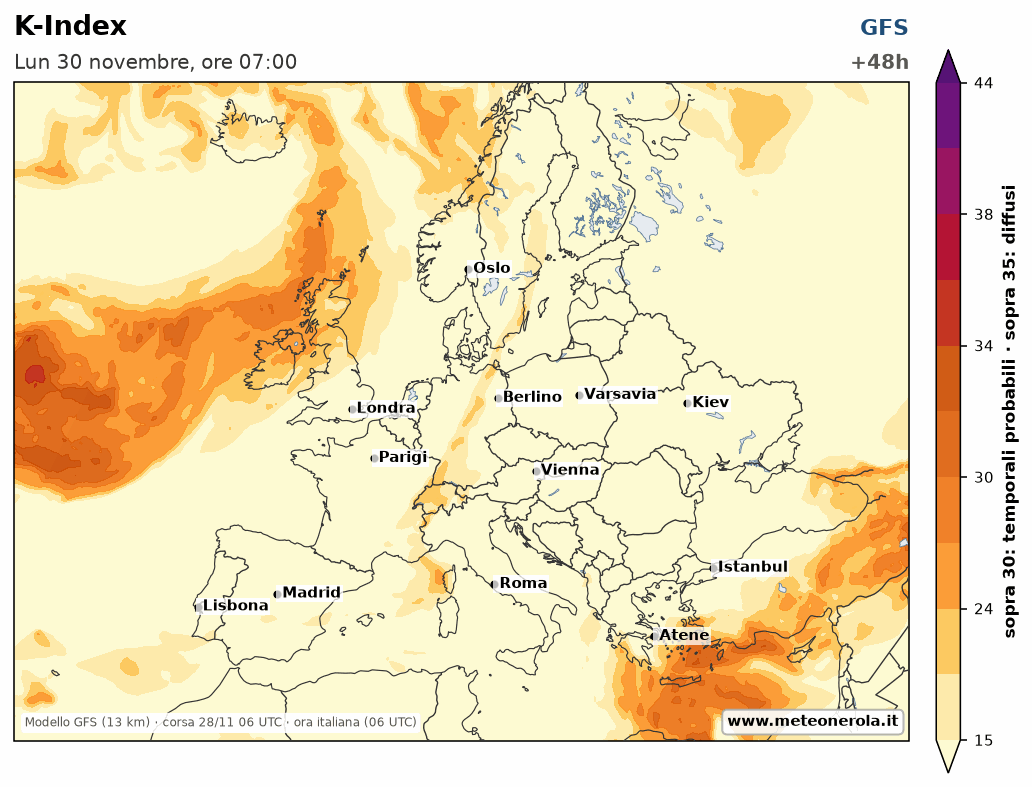 K-Index
GFS
Lun 30 novembre, ore 07:00
+48h
Oslo
Londra
Berlino
Varsavia
Kiev
Parigi
Vienna
Madrid
Lisbona
Roma
Istanbul
Atene
Modello GFS (13 km) · corsa 28/11 06 UTC · ora italiana (06 UTC)
www.meteonerola.it
44
38
34
30
24
15
sopra 30: temporali probabili · sopra 35: diffusi